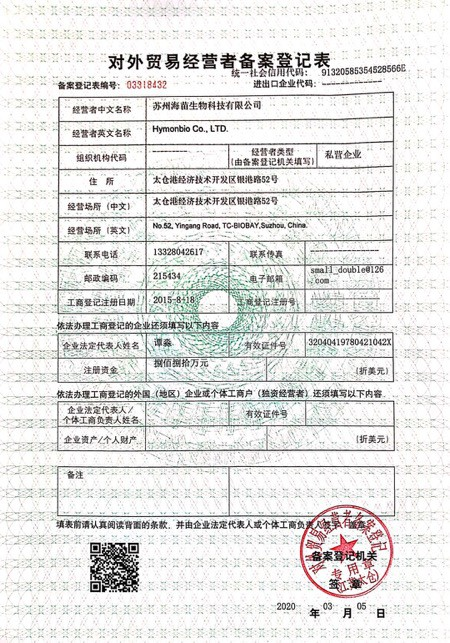 对外贸易经营者备案登记表
统一社会信用代码： 91320585354528566E
备案登记表编号： 03318432 进出口企业代码： ----------------
经营者中文名称 苏州海苗生物科技有限公司
经营者英文名称 Hymonbio Co., LTD.
组织机构代码 ---------------- 经营者类型（由备案登记机关填写） 私营企业
住 所 太仓港经济技术开发区银港路52号
经营场所（中文） 太仓港经济技术开发区银港路52号
经营场所（英文） No.52, Yingang Road, TC-BIOBAY,Suzhou, China.
联系电话 13328042617 联系传真 ----------------
邮政编码 215434 电子邮箱 small_double@126.com
工商登记注册日期 2015-8-18 工商登记注册号
依法办理工商登记的企业还须填写以下内容
企业法定代表人姓名 谭淼 有效证件号 32040419780421042X
注册资金 捌佰捌拾万元 (折美元)
依法办理工商登记的外国（地区）企业或个体工商户（独资经营者）还须填写以下内容
企业法定代表人/个体工商负责人姓名 有效证件号
企业资产/个人财产 (折美元)
备注
填表前请认真阅读背面的条款，并由企业法定代表人或个体工商负责人签字、盖章。
对外贸易经营者备案登记
专用章
备案登记机关
签 章
2020 年 03 月 05 日